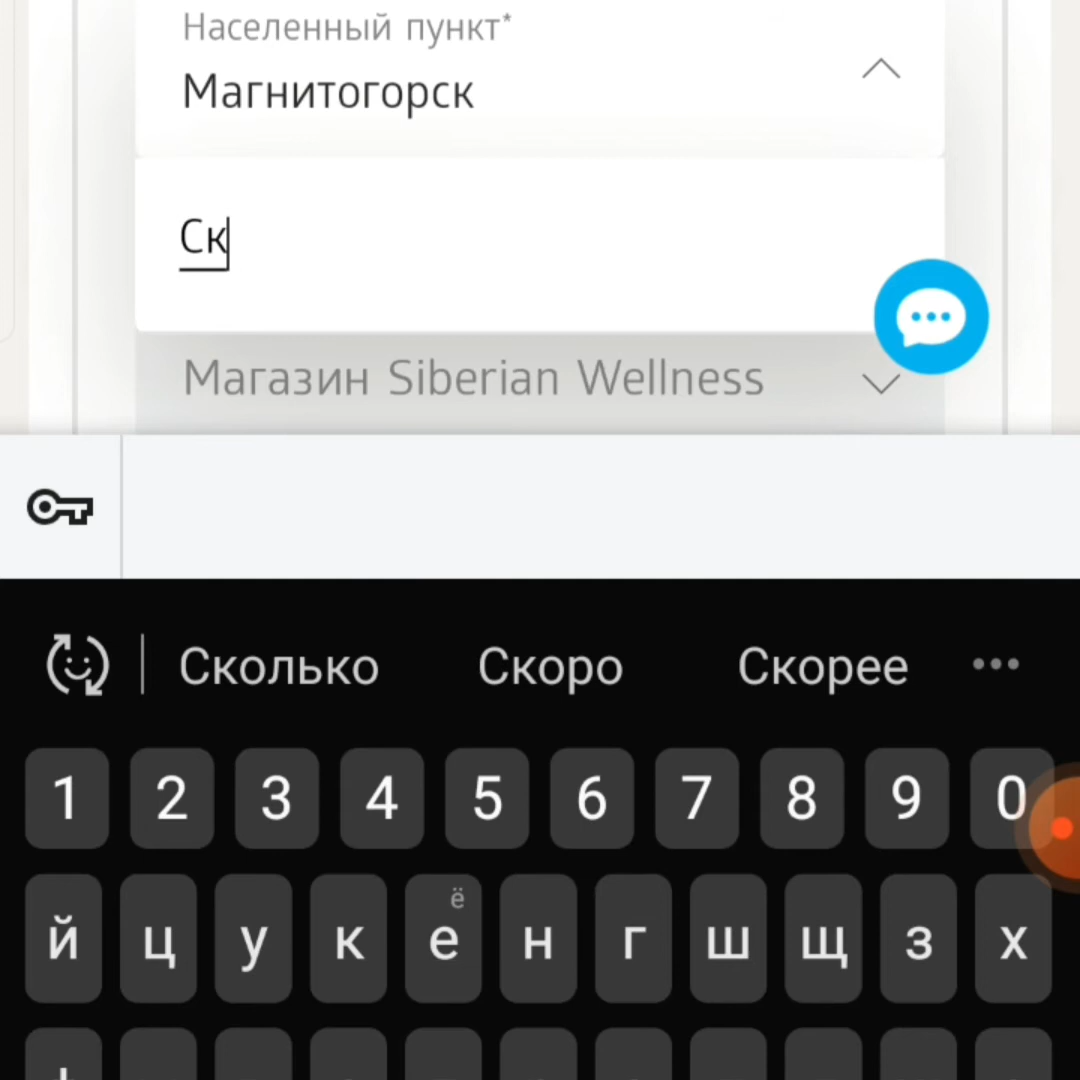 Населенный пункт*
Магнитогорск
Ск
Магазин Siberian Wellness
Сколько Скоро Скорее
1 2 3 4 5 6 7 8 9 0
ё
й ц у к е н г ш щ з х